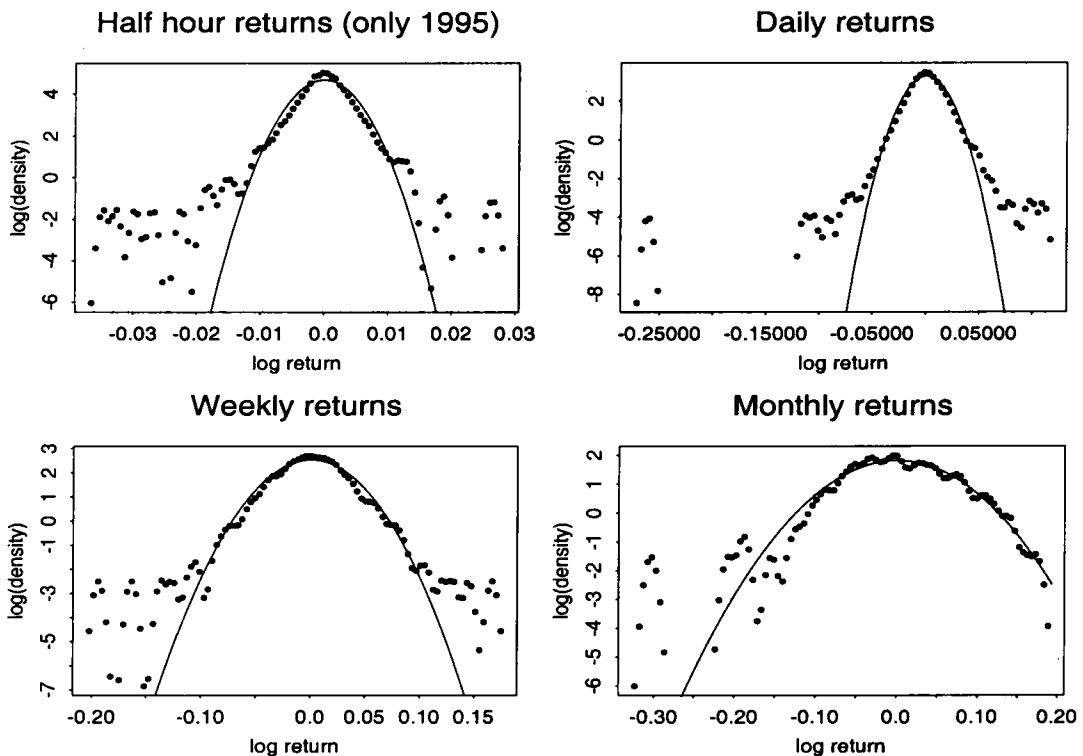 Half hour returns (only 1995)
log(density)
4
2
0
-2
-4
-6
-0.03 -0.01 0.0 0.01 0.02 0.03
log return
Daily returns
log(density)
2
0
-2
-4
-6
-8
-0.25000 -0.15000 -0.05000 0.05000
log return
Weekly returns
log(density)
3
2
0
-1
-3
-5
-7
-0.20 -0.10 0.0 0.05 0.10 0.15
log return
Monthly returns
log(density)
2
1
0
-1
-2
-3
-4
-5
-6
-0.30 -0.20 -0.10 0.0 0.10 0.20
log return